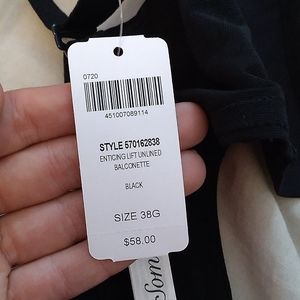 0720
451007089114
STYLE 570162838
ENTICING LIFT UNLINED
BALCONETTE
BLACK
SIZE 38G
$58.00